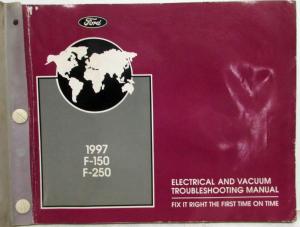 Ford
1997
F-150
F-250
ELECTRICAL AND VACUUM
TROUBLESHOOTING MANUAL
FIX IT RIGHT THE FIRST TIME ON TIME